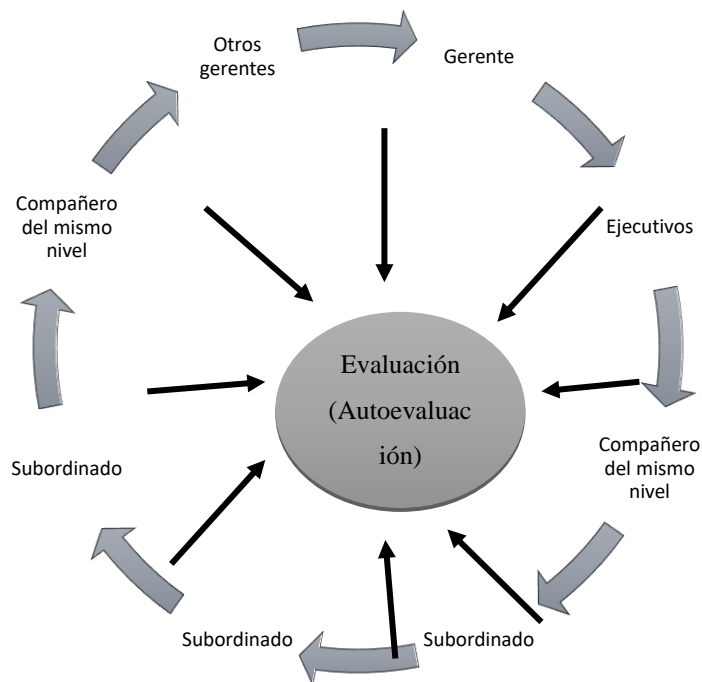 Otros
gerentes
Gerente
Ejecutivos
Compañero
del mismo
nivel
Subordinado
Subordinado
Subordinado
Compañero
del mismo
nivel
Evaluación
(Autoevaluac
ión)